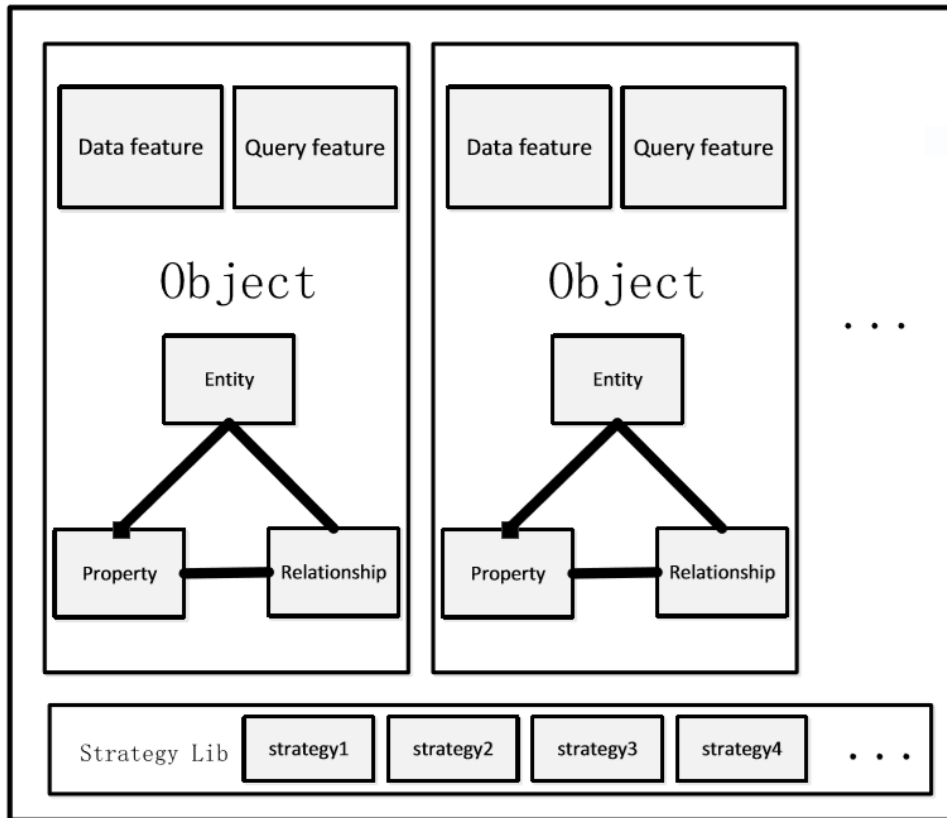 Data feature Query feature
Object
Entity
Property Relationship
Data feature Query feature
Object
Entity
Property Relationship
...
Strategy Lib strategy1 strategy2 strategy3 strategy4 ...